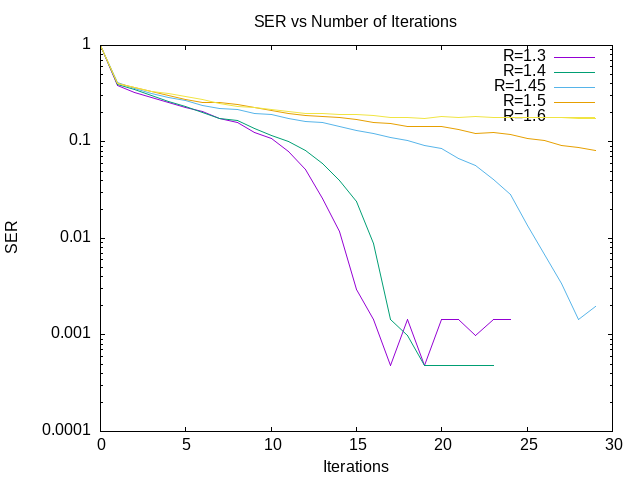 SER vs Number of Iterations
1
0.1
0.01
0.001
0.0001
SER
R=1.3
R=1.4
R=1.45
R=1.5
R=1.6
0 5 10 15 20 25 30
Iterations